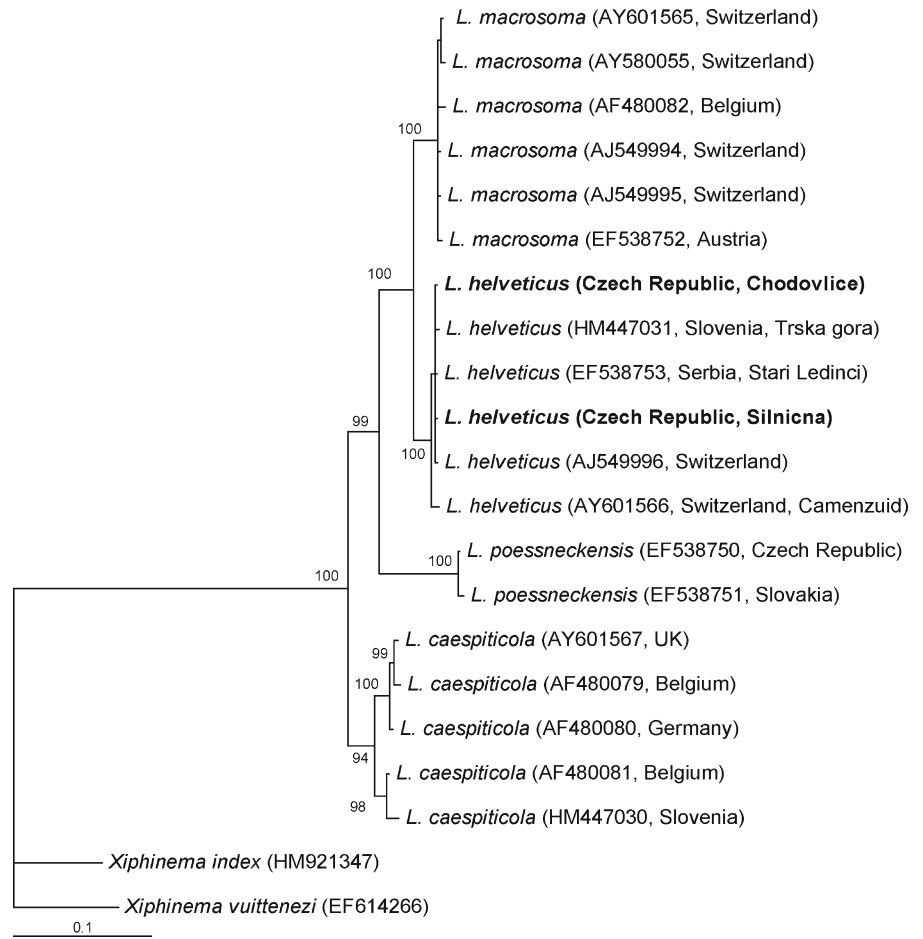 L. macrosoma (AY601565, Switzerland)
L. macrosoma (AY580055, Switzerland)
L. macrosoma (AF480082, Belgium)
100
L. macrosoma (AJ549994, Switzerland)
L. macrosoma (AJ549995, Switzerland)
L. macrosoma (EF538752, Austria)
100
L. helveticus (Czech Republic, Chodovlice)
L. helveticus (HM447031, Slovenia, Trska gora)
L. helveticus (EF538753, Serbia, Stari Ledinci)
99
L. helveticus (Czech Republic, Silnicna)
100
L. helveticus (AJ549996, Switzerland)
L. helveticus (AY601566, Switzerland, Camenzuid)
100
L. poessneckensis (EF538750, Czech Republic)
100
L. poessneckensis (EF538751, Slovakia)
L. caespiticola (AY601567, UK)
99
100
L. caespiticola (AF480079, Belgium)
L. caespiticola (AF480080, Germany)
94
L. caespiticola (AF480081, Belgium)
98
L. caespiticola (HM447030, Slovenia)
Xiphinema index (HM921347)
Xiphinema vuittenezi (EF614266)
0.1